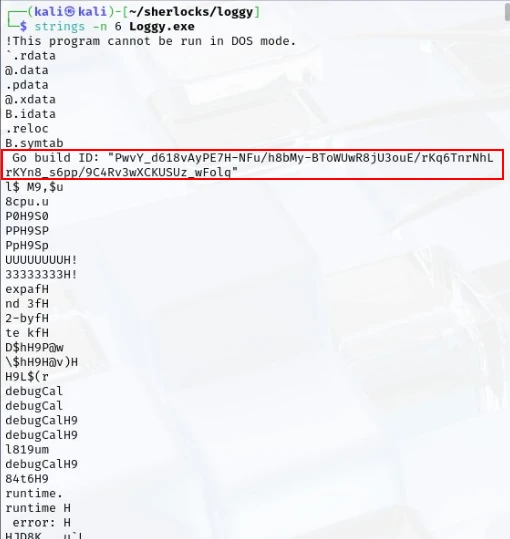 ┌──(kali㉿kali)-[~/sherlocks/loggy]
└─$ strings -n 6 Loggy.exe
!This program cannot be run in DOS mode.
`.rdata
@.data
.pdata
@.xdata
B.idata
.reloc
B.symtab
 Go build ID: "PwvY_d618vAyPE7H-NFu/h8bMy-BToWUwR8jU3ouE/rKq6TnrNhL
rKYn8_s6pp/9C4Rv3wXCKUSUz_wFolq"
l$ M9,$u
8cpu.u
P0H9S0
PPH9SP
PpH9Sp
UUUUUUUUH!
33333333H!
expafH
nd 3fH
2-byfH
te kfH
D$hH9P@w
\$hH9H@v)H
H9L$(r
debugCal
debugCal
debugCalH9
debugCalH9
l819um
debugCalH9
84t6H9
runtime.
runtime H
 error: H